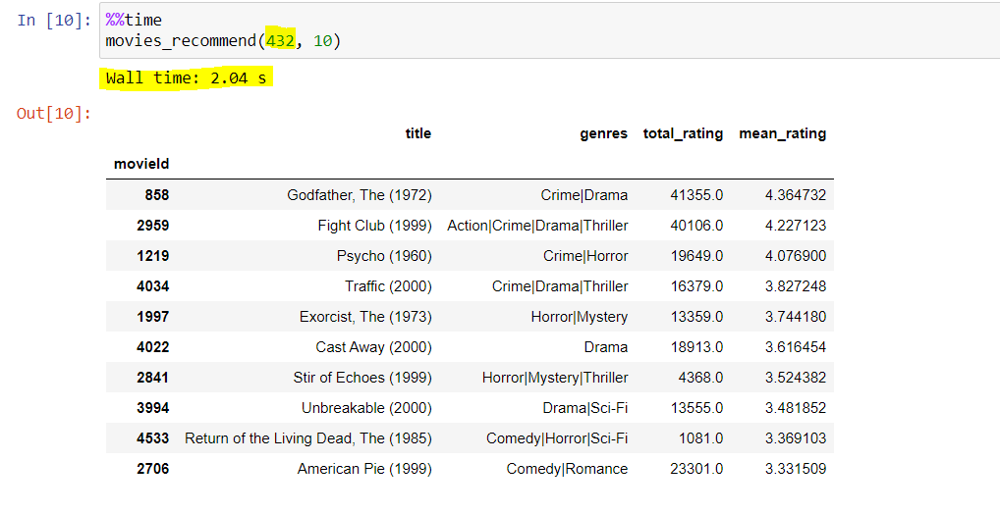 In [10]: %%time
movies_recommend(432, 10)
Wall time: 2.04 s
Out[10]:
title genres total_rating mean_rating
movieId
858 Godfather, The (1972) Crime|Drama 41355.0 4.364732
2959 Fight Club (1999) Action|Crime|Drama|Thriller 40106.0 4.227123
1219 Psycho (1960) Crime|Horror 19649.0 4.076900
4034 Traffic (2000) Crime|Drama|Thriller 16379.0 3.827248
1997 Exorcist, The (1973) Horror|Mystery 13359.0 3.744180
4022 Cast Away (2000) Drama 18913.0 3.616454
2841 Stir of Echoes (1999) Horror|Mystery|Thriller 4368.0 3.524382
3994 Unbreakable (2000) Drama|Sci-Fi 13555.0 3.481852
4533 Return of the Living Dead, The (1985) Comedy|Horror|Sci-Fi 1081.0 3.369103
2706 American Pie (1999) Comedy|Romance 23301.0 3.331509